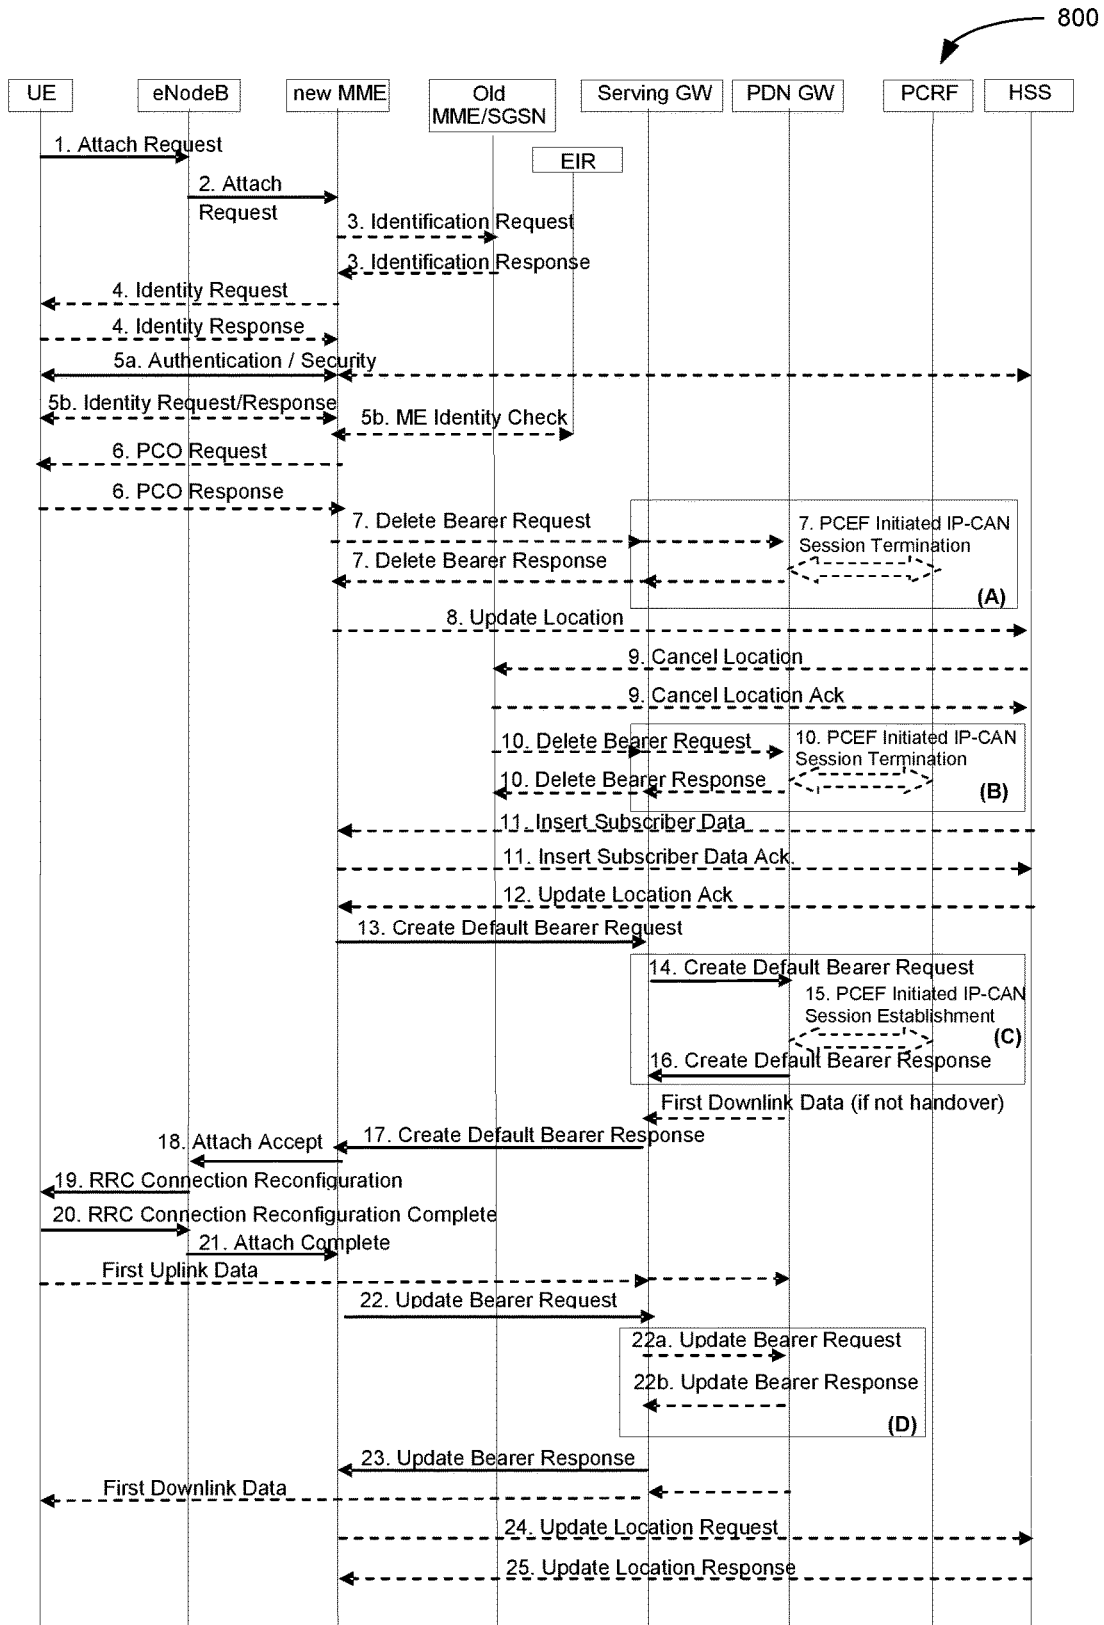 800
UE
eNodeB
new MME
Old
MME/SGSN
Serving GW
PDN GW
PCRF
HSS
EIR
1. Attach Request
2. Attach
Request
3. Identification Request
3. Identification Response
4. Identity Request
4. Identity Response
5a. Authentication / Security
5b. Identity Request/Response
5b. ME Identity Check
6. PCO Request
6. PCO Response
7. Delete Bearer Request
7. PCEF Initiated IP-CAN
Session Termination
7. Delete Bearer Response
(A)
8. Update Location
9. Cancel Location
9. Cancel Location Ack
10. Delete Bearer Request
10. PCEF Initiated IP-CAN
Session Termination
10. Delete Bearer Response
(B)
11. Insert Subscriber Data
11. Insert Subscriber Data Ack.
12. Update Location Ack
13. Create Default Bearer Request
14. Create Default Bearer Request
15. PCEF Initiated IP-CAN
Session Establishment
(C)
16. Create Default Bearer Response
First Downlink Data (if not handover)
17. Create Default Bearer Response
18. Attach Accept
19. RRC Connection Reconfiguration
20. RRC Connection Reconfiguration Complete
21. Attach Complete
First Uplink Data
22. Update Bearer Request
22a. Update Bearer Request
22b. Update Bearer Response
(D)
23. Update Bearer Response
First Downlink Data
24. Update Location Request
25. Update Location Response